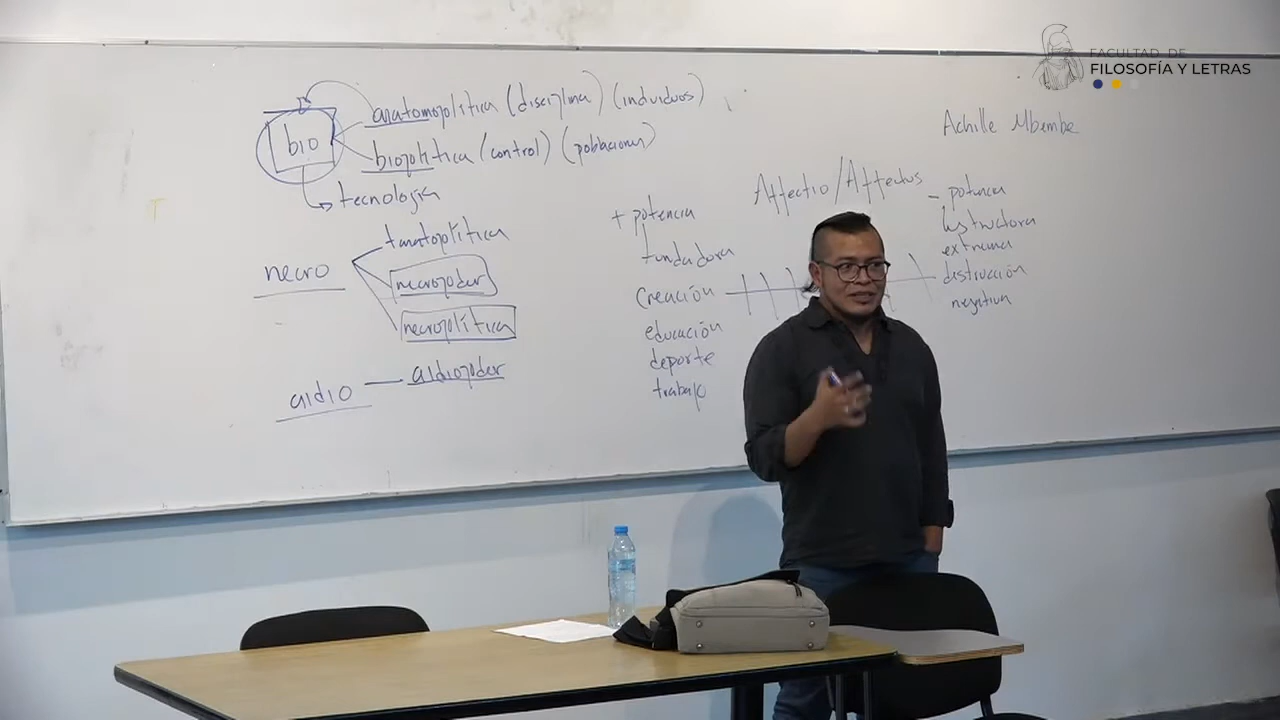 FACULTAD DE
FILOSOFÍA Y LETRAS
bio
anatomopolítica (disciplina) (individuos)
biopolítica (control) (poblaciones)
tecnología
necro
tanatopolítica
necropoder
necropolítica
aidio
aidiopoder
Achille Mbembe
Affectio/Affectus
+ potencia
fundadora
creación
educación
deporte
trabajo
- potencia
extrema
destrucción
negativa